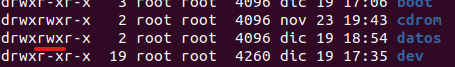 drwxr-xr-x 3 root root 4096 dic 19 17:06 boot
drwxr-xr-x 2 root root 4096 nov 23 19:43 cdrom
drwxrwxr-x 2 root root 4096 dic 19 18:54 datos
drwxr-xr-x 19 root root 4260 dic 19 17:35 dev